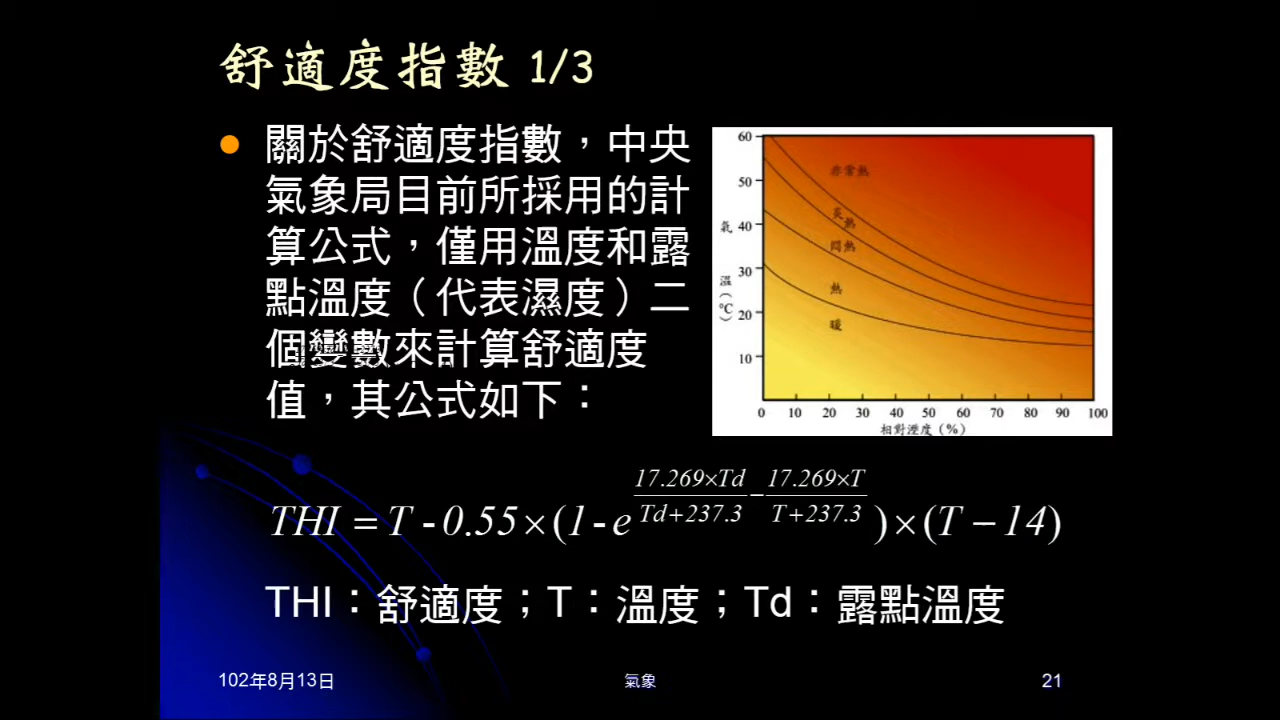 舒適度指數 1/3
關於舒適度指數，中央
氣象局目前所採用的計
算公式，僅用溫度和露
點溫度（代表濕度）二
個變數來計算舒適度
值，其公式如下：
60
50
40
30
20
10
氣溫（℃）
非常熱
炎熱
悶熱
熱
暖
0 10 20 30 40 50 60 70 80 90 100
相對溼度（%）
THI = T - 0.55×(1 - e^(17.269×Td / Td+237.3 − 17.269×T / T+237.3))×(T − 14)
THI：舒適度；T：溫度；Td：露點溫度
102年8月13日
氣象
21